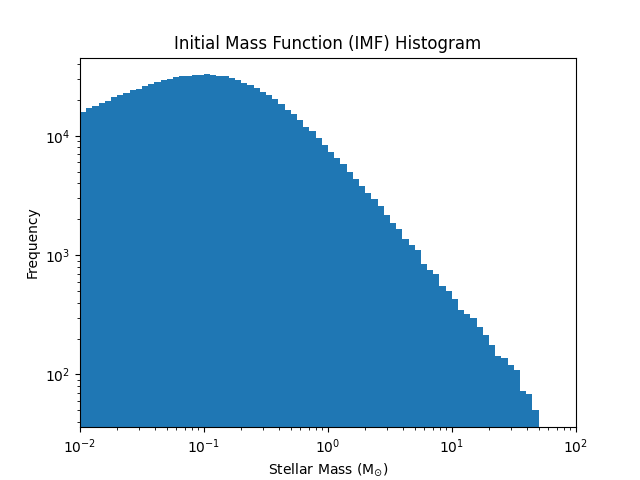 Initial Mass Function (IMF) Histogram
Frequency
10⁴
10³
10²
10⁻² 10⁻¹ 10⁰ 10¹ 10²
Stellar Mass (M☉)